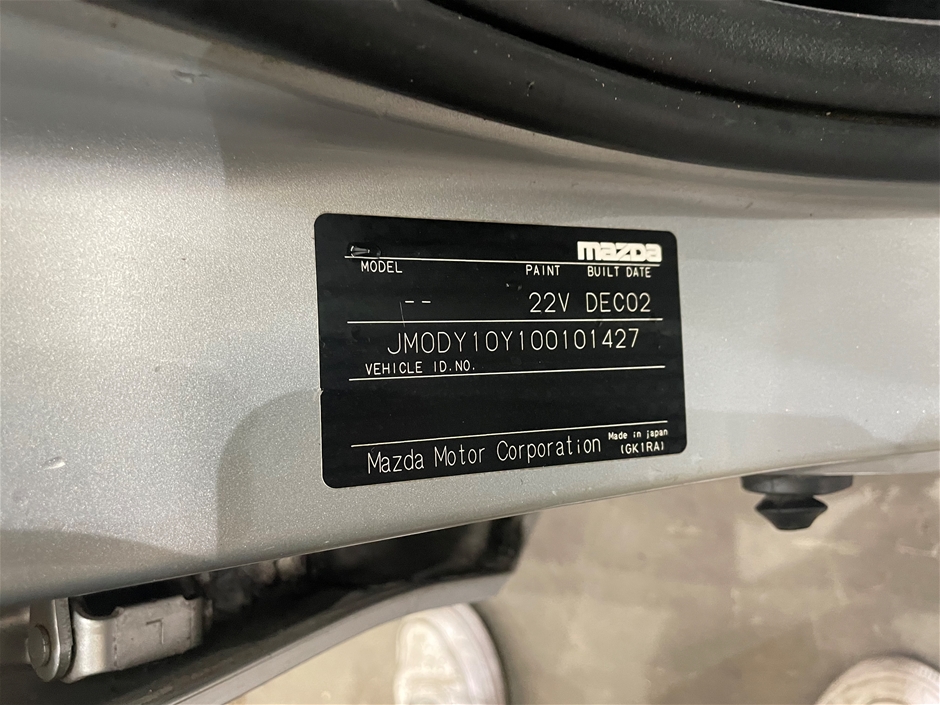 mazda
MODEL PAINT BUILT DATE
-- 22V DEC02
JM0DY10Y100101427
VEHICLE ID.NO.
Mazda Motor Corporation Made in japan
(GK1RA)